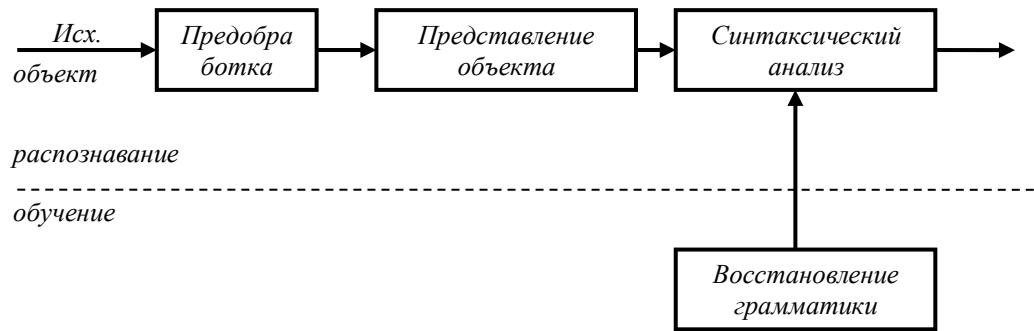 Исх.
объект
Предобра
ботка
Представление
объекта
Синтаксический
анализ
распознавание
обучение
Восстановление
грамматики